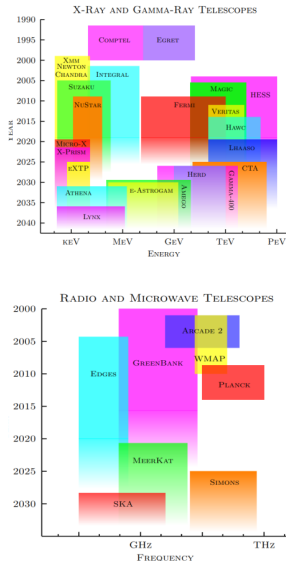 X-Ray and Gamma-Ray Telescopes
1990
1995
2000
2005
2010
2015
2020
2025
2030
2035
2040
Year
Comptel
Egret
Xmm
Newton
Chandra
Integral
Suzaku
Magic
HESS
NuStar
Fermi
Veritas
Hawc
Micro-X
X-Prism
Lhaaso
eXTP
Herd
CTA
Gamma-400
Athena
e-Astrogam
Amego
Lynx
keV
MeV
GeV
TeV
PeV
Energy
Radio and Microwave Telescopes
2000
2005
2010
2015
2020
2025
2030
Arcade 2
GreenBank
WMAP
Edges
Planck
MeerKat
Simons
SKA
GHz
THz
Frequency